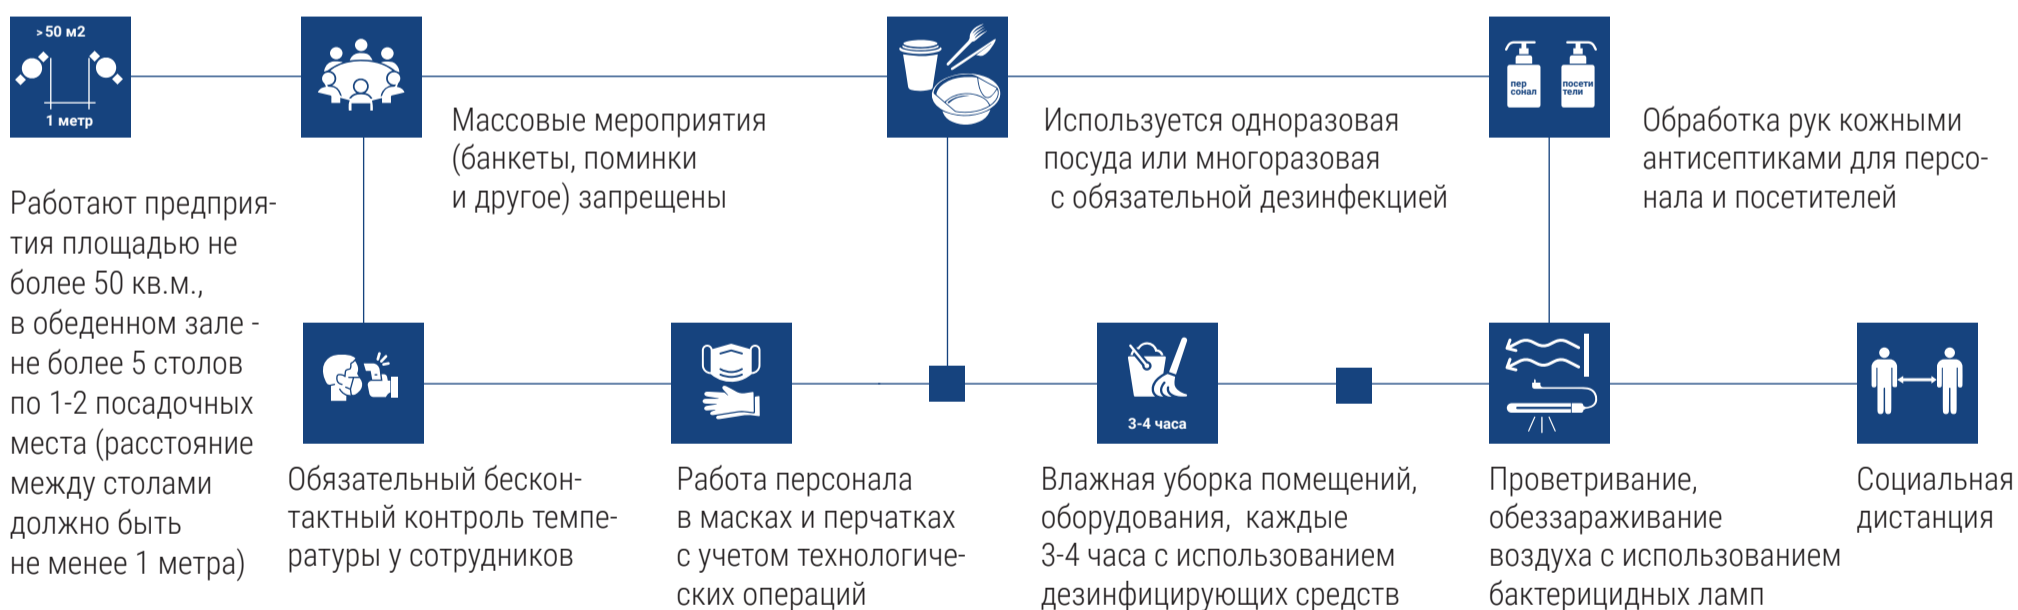 > 50 м2
1 метр
Работают предприя-
тия площадью не
более 50 кв.м.,
в обеденном зале -
не более 5 столов
по 1-2 посадочных
места (расстояние
между столами
должно быть
не менее 1 метра)
Массовые мероприятия
(банкеты, поминки
и другое) запрещены
Используется одноразовая
посуда или многоразовая
с обязательной дезинфекцией
пер
сонал
посети
тели
Обработка рук кожными
антисептиками для персо-
нала и посетителей
Обязательный бескон-
тактный контроль темпе-
ратуры у сотрудников
Работа персонала
в масках и перчатках
с учетом технологиче-
ских операций
3-4 часа
Влажная уборка помещений,
оборудования, каждые
3-4 часа с использованием
дезинфицирующих средств
Проветривание,
обеззараживание
воздуха с использованием
бактерицидных ламп
Социальная
дистанция